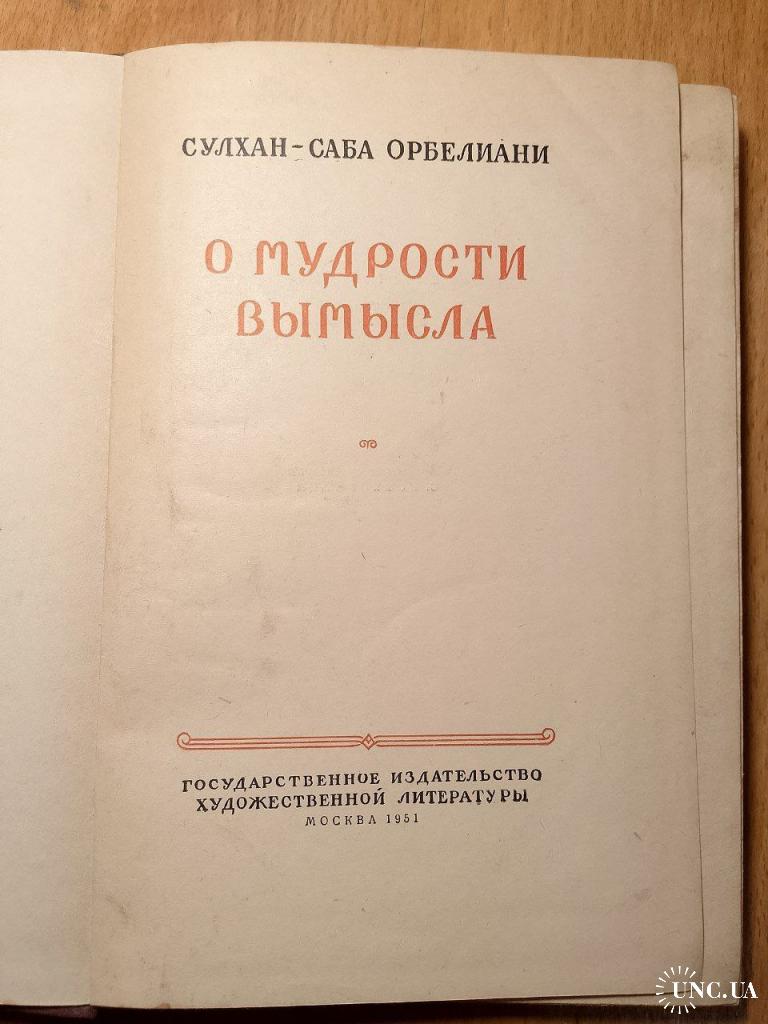 СУЛХАН-САБА ОРБЕЛИАНИ
О МУДРОСТИ
ВЫМЫСЛА
ГОСУДАРСТВЕННОЕ ИЗДАТЕЛЬСТВО
ХУДОЖЕСТВЕННОЙ ЛИТЕРАТУРЫ
МОСКВА 1951
UNC.UA